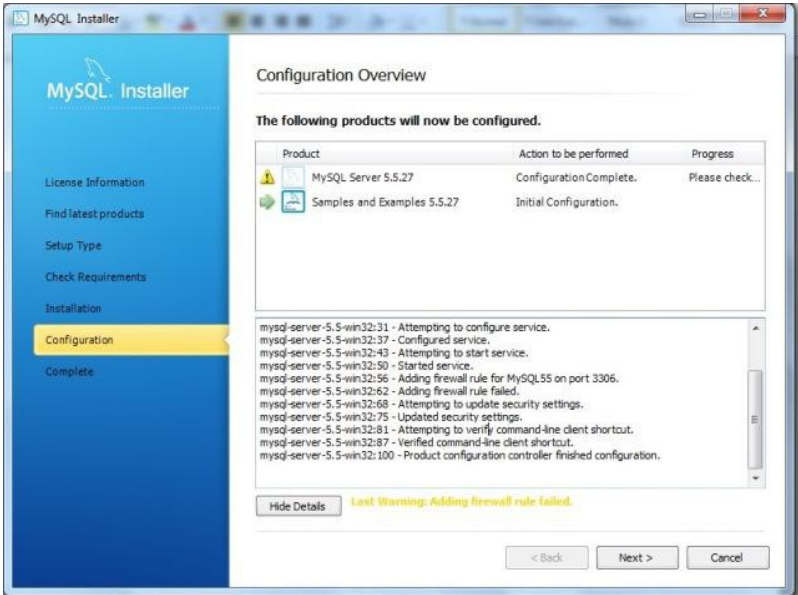 MySQL Installer
MySQL. Installer
License Information
Find latest products
Setup Type
Check Requirements
Installation
Configuration
Complete
Configuration Overview
The following products will now be configured.
Product Action to be performed Progress
MySQL Server 5.5.27 Configuration Complete. Please check...
Samples and Examples 5.5.27 Initial Configuration.
mysql-server-5.5-win32:31 - Attempting to configure service.
mysql-server-5.5-win32:37 - Configured service.
mysql-server-5.5-win32:43 - Attempting to start service.
mysql-server-5.5-win32:50 - Started service.
mysql-server-5.5-win32:56 - Adding firewall rule for MySQL55 on port 3306.
mysql-server-5.5-win32:62 - Adding firewall rule failed.
mysql-server-5.5-win32:68 - Attempting to update security settings.
mysql-server-5.5-win32:75 - Updated security settings.
mysql-server-5.5-win32:81 - Attempting to verify command-line client shortcut.
mysql-server-5.5-win32:87 - Verified command-line client shortcut.
mysql-server-5.5-win32:100 - Product configuration controller finished configuration.
Hide Details Last Warning: Adding firewall rule failed.
< Back Next > Cancel